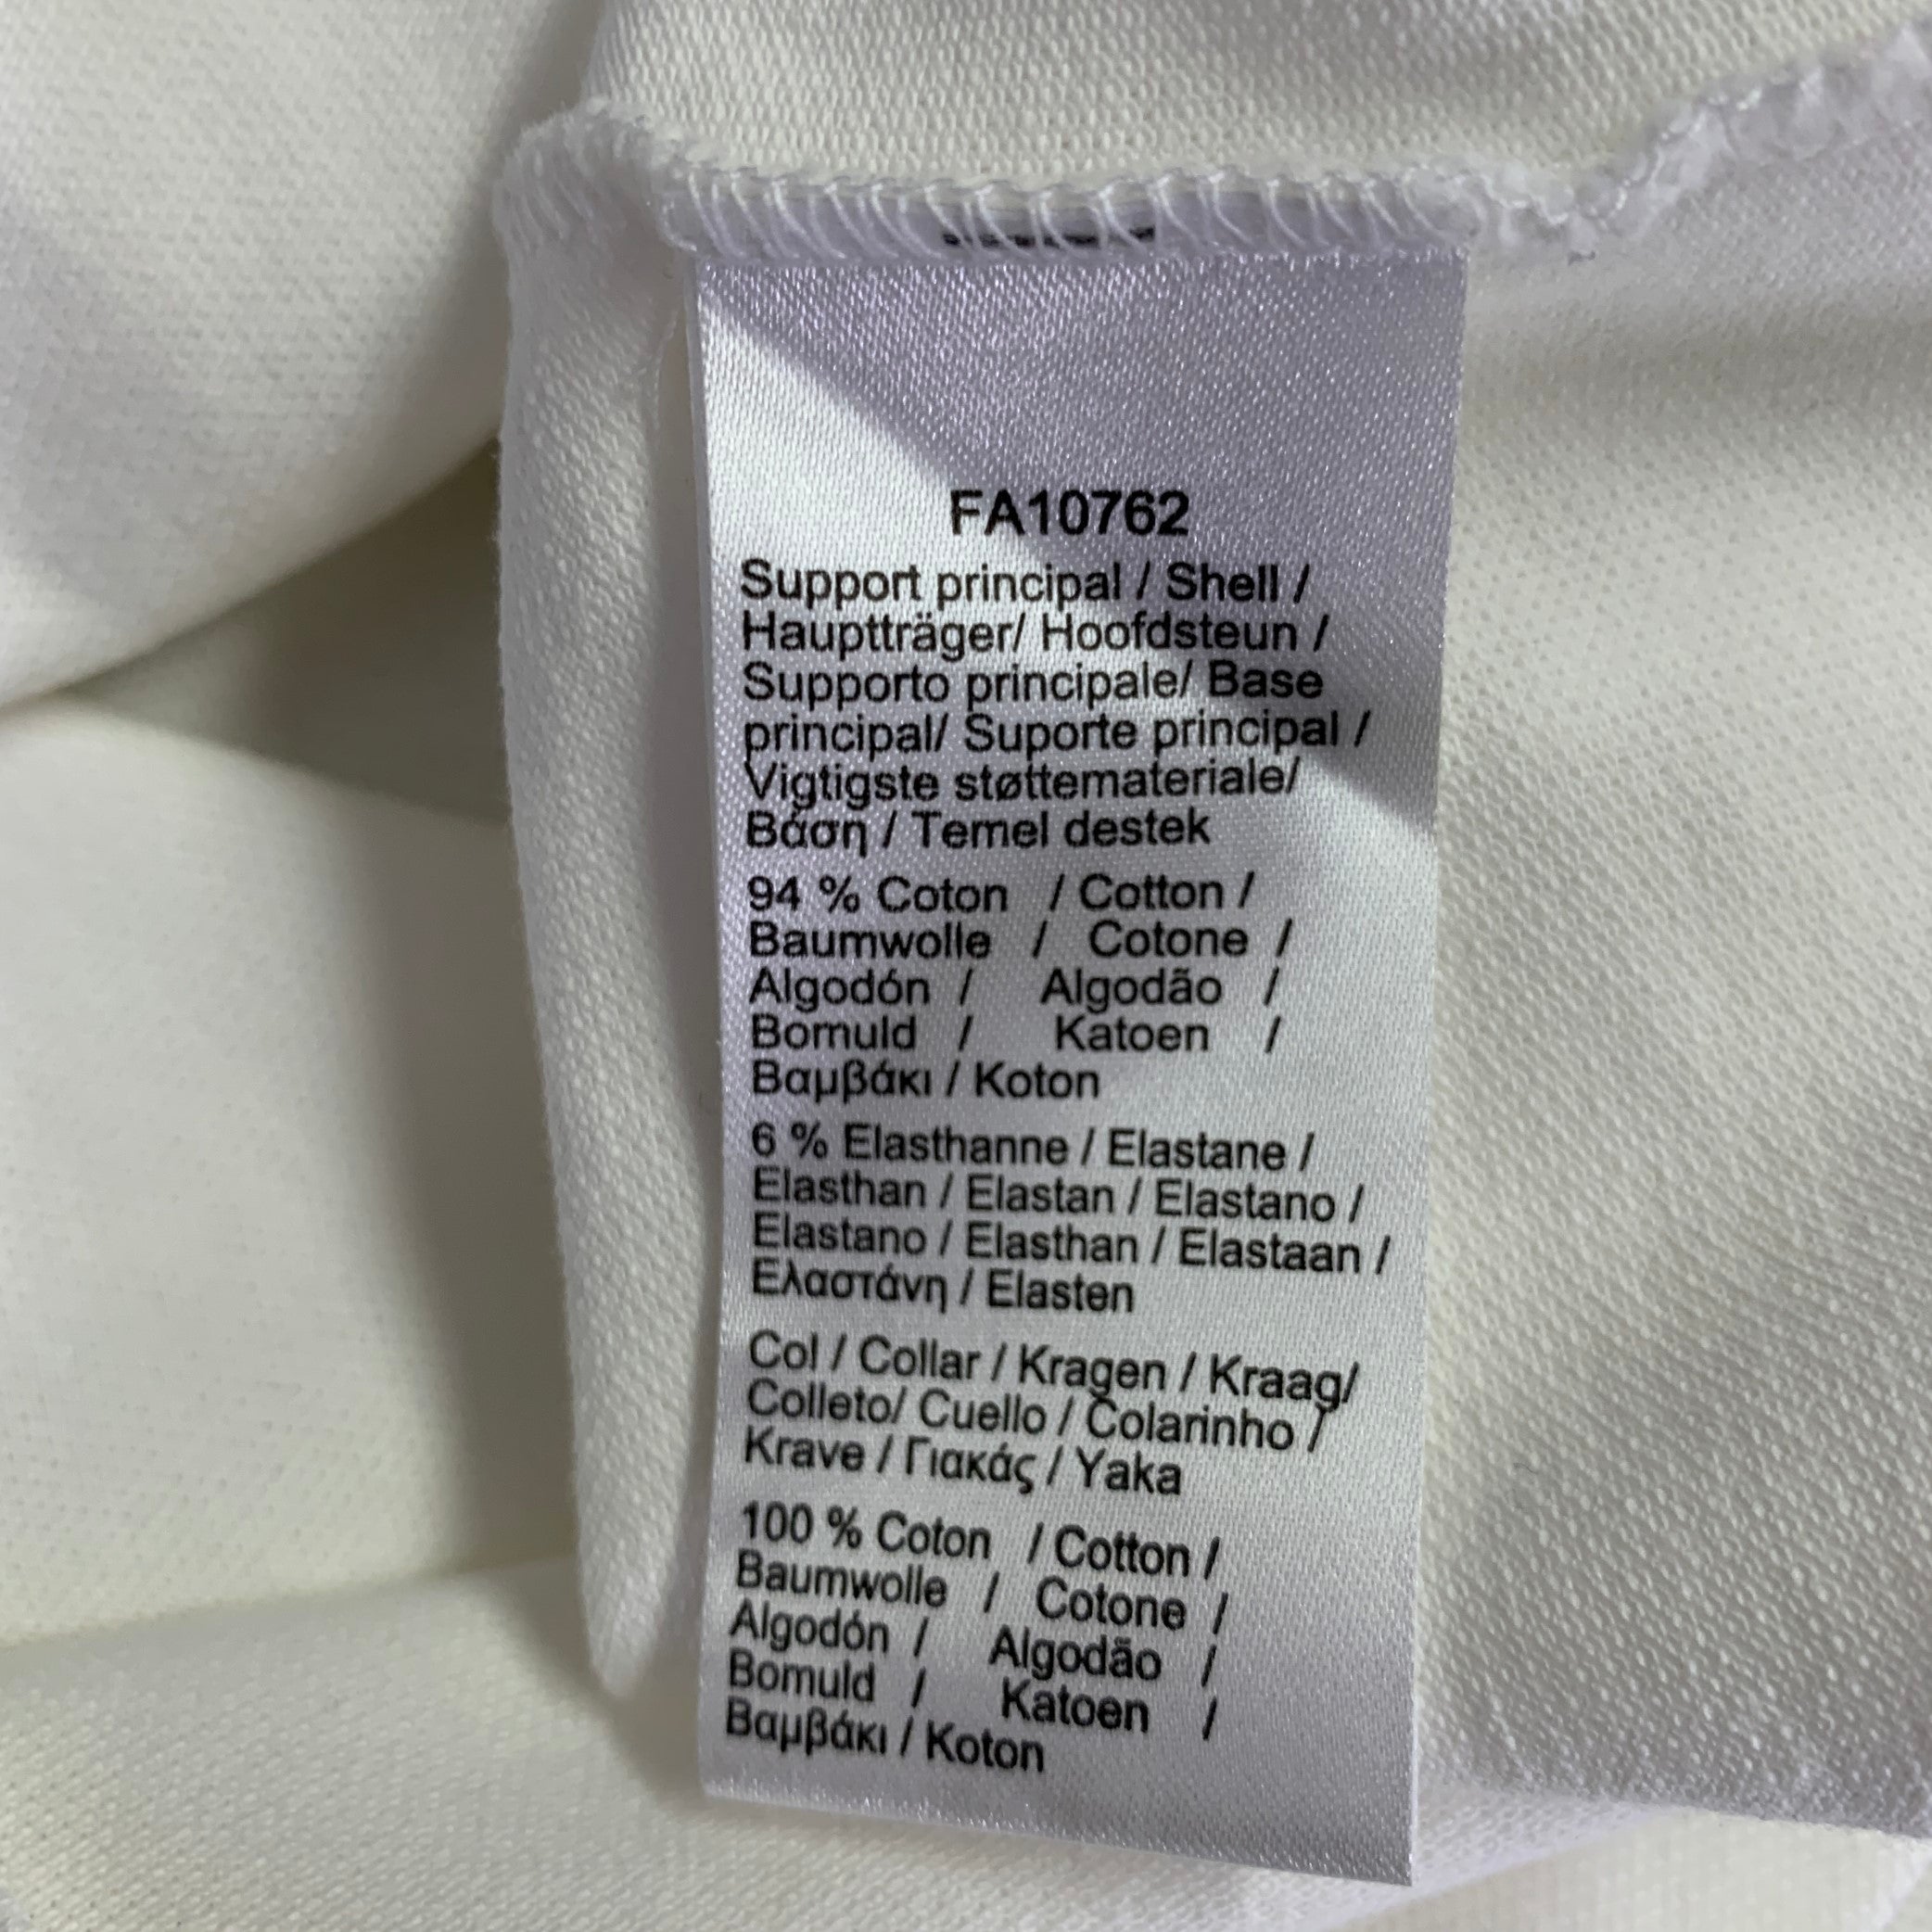 FA10762
Support principal / Shell /
Hauptträger/ Hoofdsteun /
Supporto principale/ Base
principal/ Suporte principal /
Vigtigste støttemateriale/
Βάση / Temel destek
94 % Coton / Cotton /
Baumwolle / Cotone /
Algodón / Algodão /
Bomuld / Katoen /
Βαμβάκι / Koton
6 % Elasthanne / Elastane /
Elasthan / Elastan / Elastano /
Elastano / Elasthan / Elastaan /
Ελαστάνη / Elasten
Col / Collar / Kragen / Kraag/
Colleto/ Cuello / Colarinho /
Krave / Γιακάς / Yaka
100 % Coton / Cotton /
Baumwolle / Cotone /
Algodón / Algodão /
Bomuld / Katoen /
Βαμβάκι / Koton